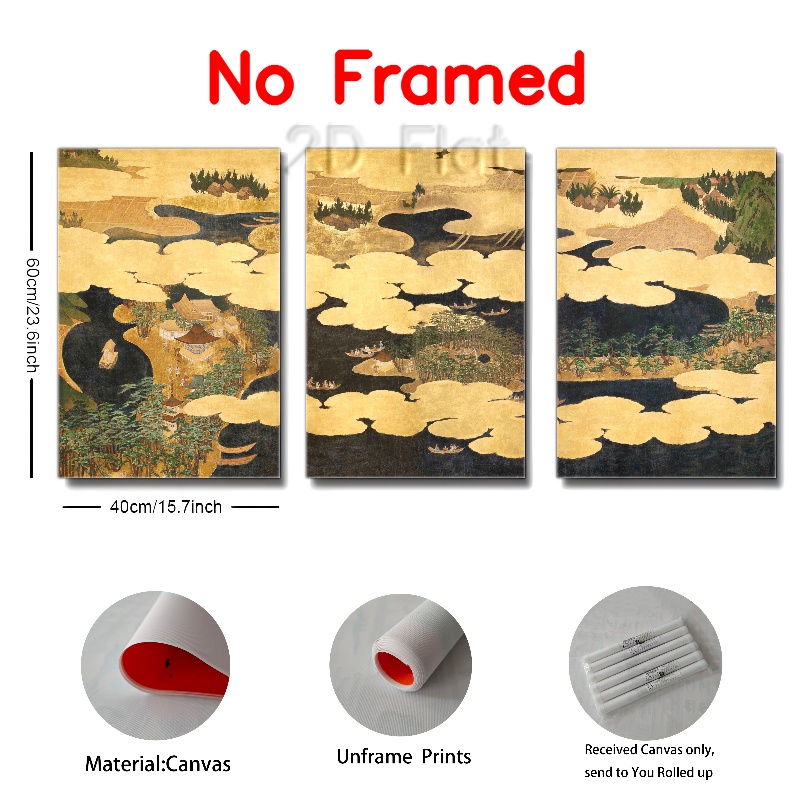 No Framed
2D Flat
60cm/23.6inch
40cm/15.7inch
Material:Canvas
Unframe Prints
Received Canvas only,
send to You Rolled up